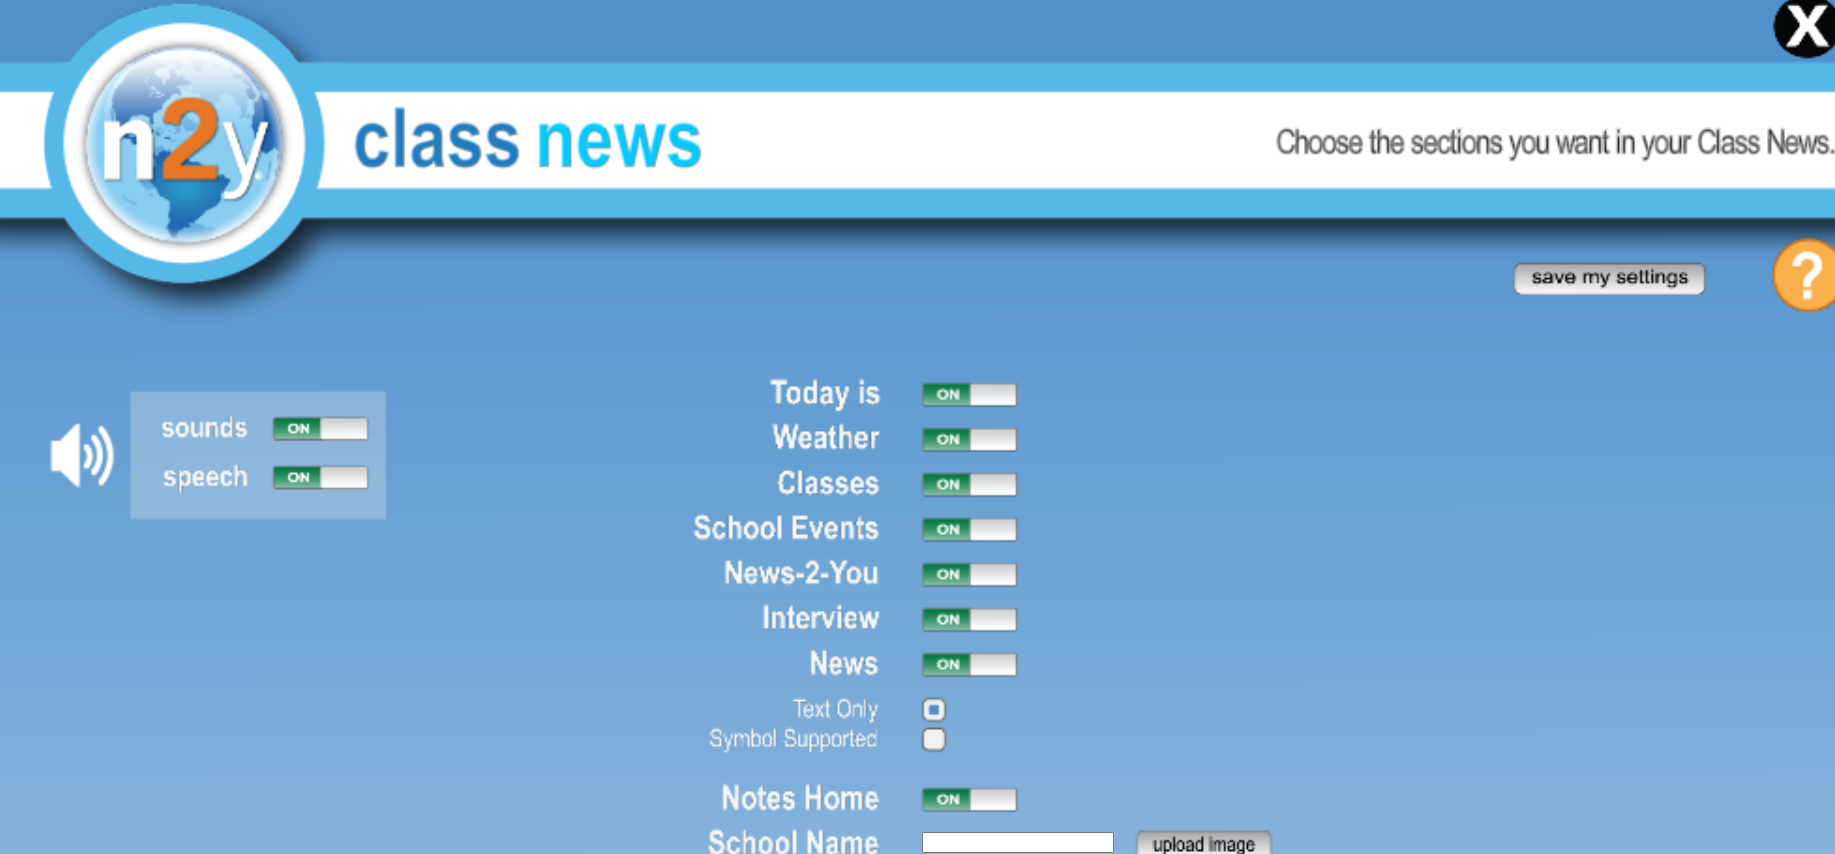 X
n2y
class news
Choose the sections you want in your Class News.
save my settings
?
sounds ON
speech ON
Today is ON
Weather ON
Classes ON
School Events ON
News-2-You ON
Interview ON
News ON
Text Only
Symbol Supported
Notes Home ON
School Name upload image